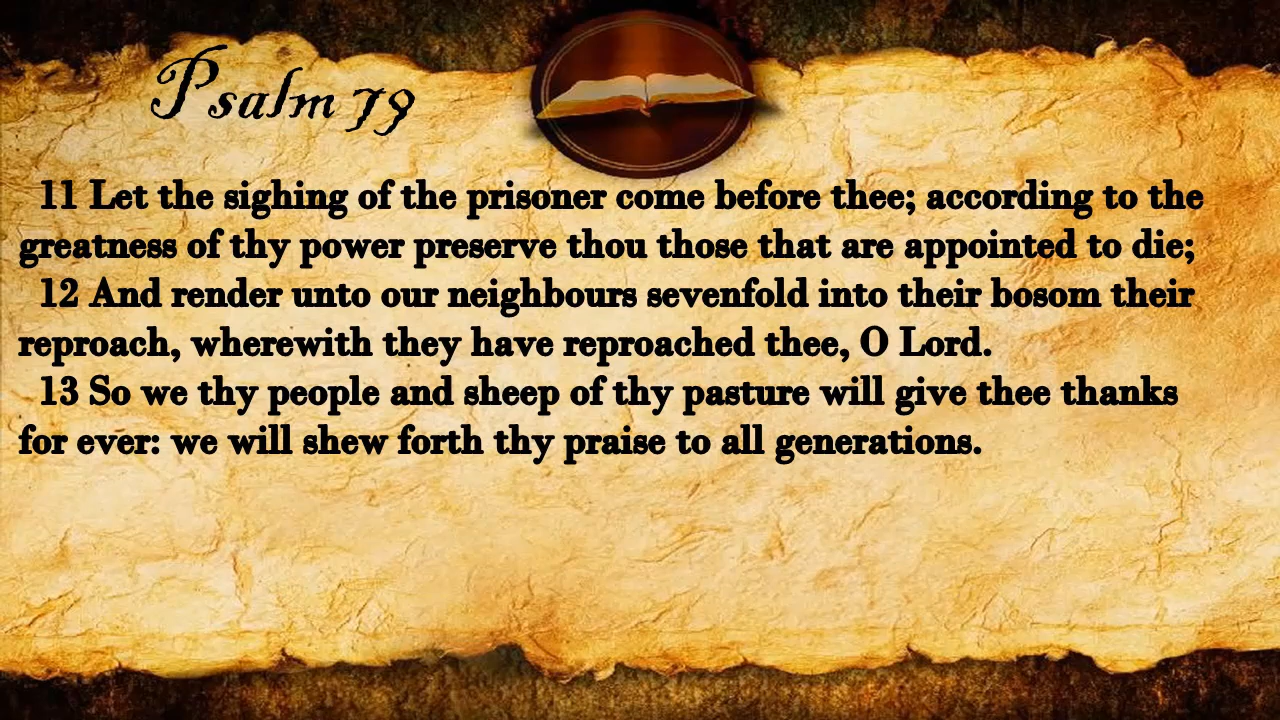 Psalm 79
11 Let the sighing of the prisoner come before thee; according to the
greatness of thy power preserve thou those that are appointed to die;
12 And render unto our neighbours sevenfold into their bosom their
reproach, wherewith they have reproached thee, O Lord.
13 So we thy people and sheep of thy pasture will give thee thanks
for ever: we will shew forth thy praise to all generations.